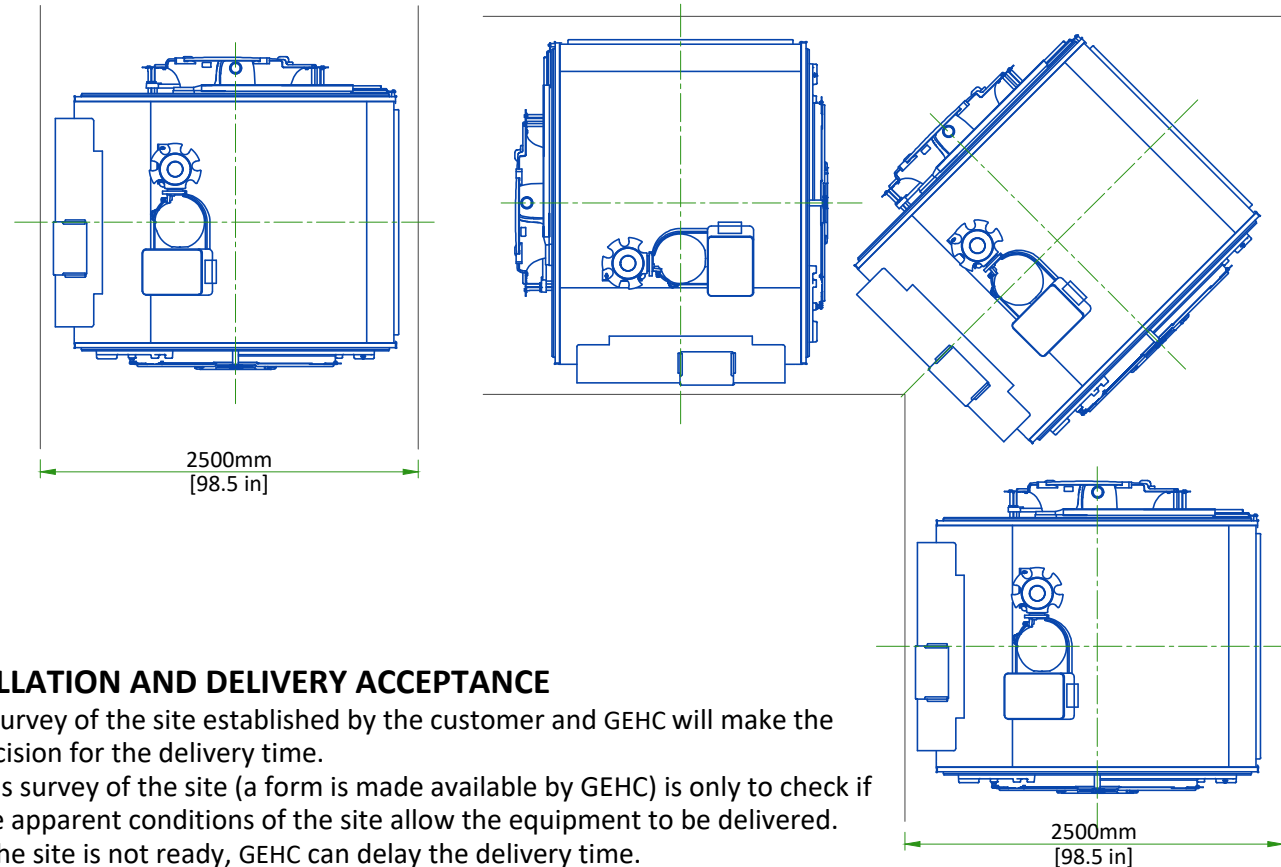 2500mm
[98.5 in]
LLATION AND DELIVERY ACCEPTANCE
urvey of the site established by the customer and GEHC will make the
cision for the delivery time.
is survey of the site (a form is made available by GEHC) is only to check if
e apparent conditions of the site allow the equipment to be delivered.
he site is not ready, GEHC can delay the delivery time.
2500mm
[98.5 in]